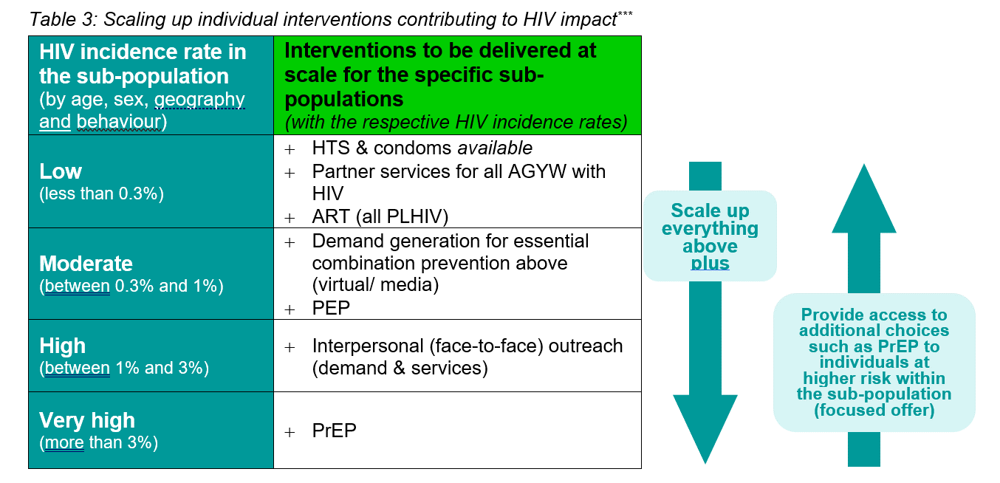 Table 3: Scaling up individual interventions contributing to HIV impact***
HIV incidence rate in
the sub-population
(by age, sex, geography
and behaviour)
Interventions to be delivered at
scale for the specific sub-
populations
(with the respective HIV incidence rates)
Low
(less than 0.3%)
+ HTS & condoms available
+ Partner services for all AGYW with
HIV
+ ART (all PLHIV)
Moderate
(between 0.3% and 1%)
+ Demand generation for essential
combination prevention above
(virtual/ media)
+ PEP
High
(between 1% and 3%)
+ Interpersonal (face-to-face) outreach
(demand & services)
Very high
(more than 3%)
+ PrEP
Scale up
everything
above
plus
Provide access to
additional choices
such as PrEP to
individuals at
higher risk within
the sub-population
(focused offer)